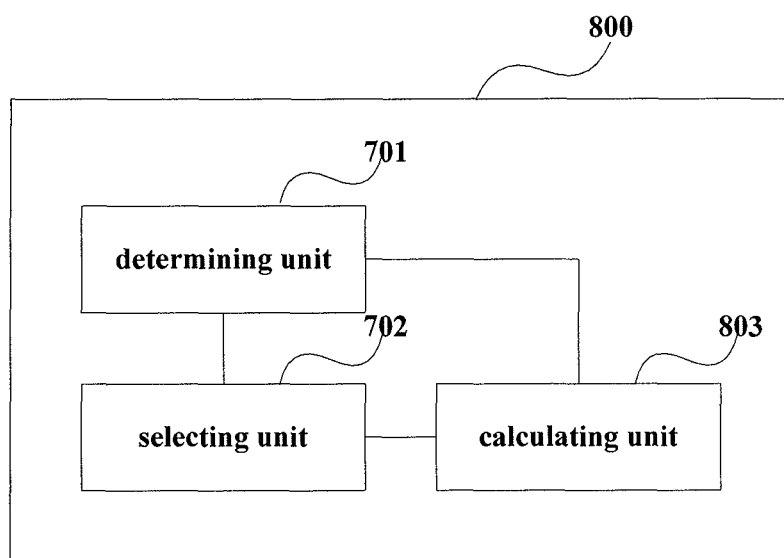 800
701
determining unit
702
803
selecting unit
calculating unit